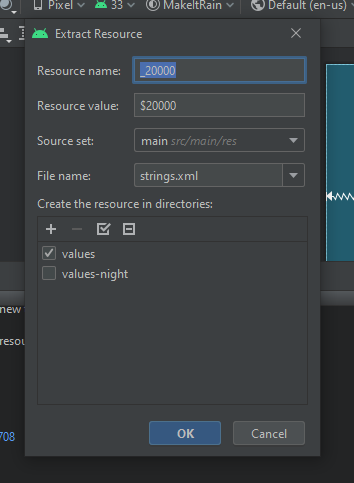 Pixel 33 MakeItRain Default (en-us)
Extract Resource
Resource name: _20000
Resource value: $20000
Source set: main src/main/res
File name: strings.xml
Create the resource in directories:
values
values-night
new
resou
708
OK Cancel